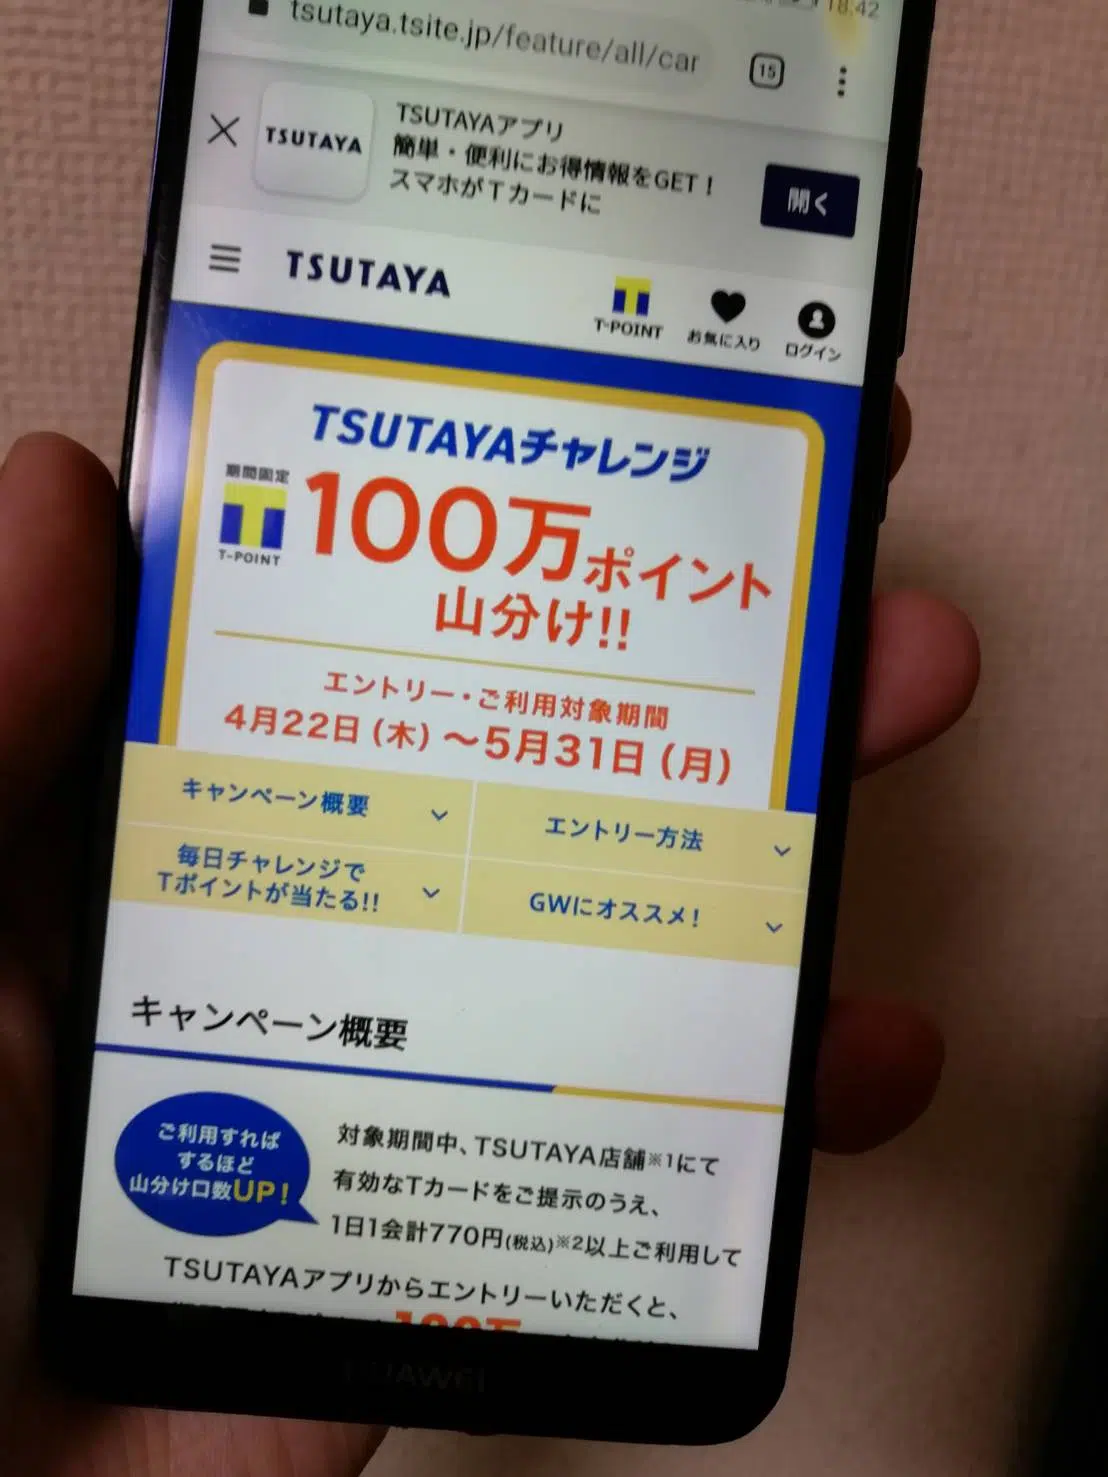 18:42
tsutaya.tsite.jp/feature/all/car
15
TSUTAYA
TSUTAYAアプリ
簡単・便利にお得情報をGET！
スマホがTカードに
開く
TSUTAYA
T-POINT
お気に入り
ログイン
TSUTAYAチャレンジ
期間固定
T-POINT
100万ポイント
山分け!!
エントリー・ご利用対象期間
4月22日（木）〜5月31日（月）
キャンペーン概要
エントリー方法
毎日チャレンジで
Tポイントが当たる!!
GWにオススメ！
キャンペーン概要
ご利用すれば
するほど
山分け口数UP！
対象期間中、TSUTAYA店舗※1にて
有効なTカードをご提示のうえ、
1日1会計770円(税込)※2以上ご利用して
TSUTAYAアプリからエントリーいただくと、
100万
HUAWEI